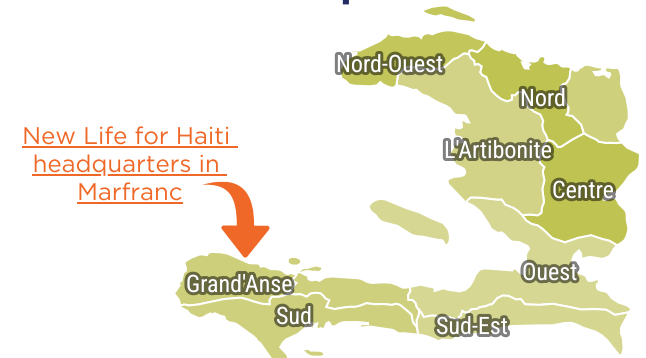 Nord-Ouest
Nord
New Life for Haiti
headquarters in
Marfranc
L'Artibonite
Centre
Ouest
Grand'Anse
Sud
Sud-Est